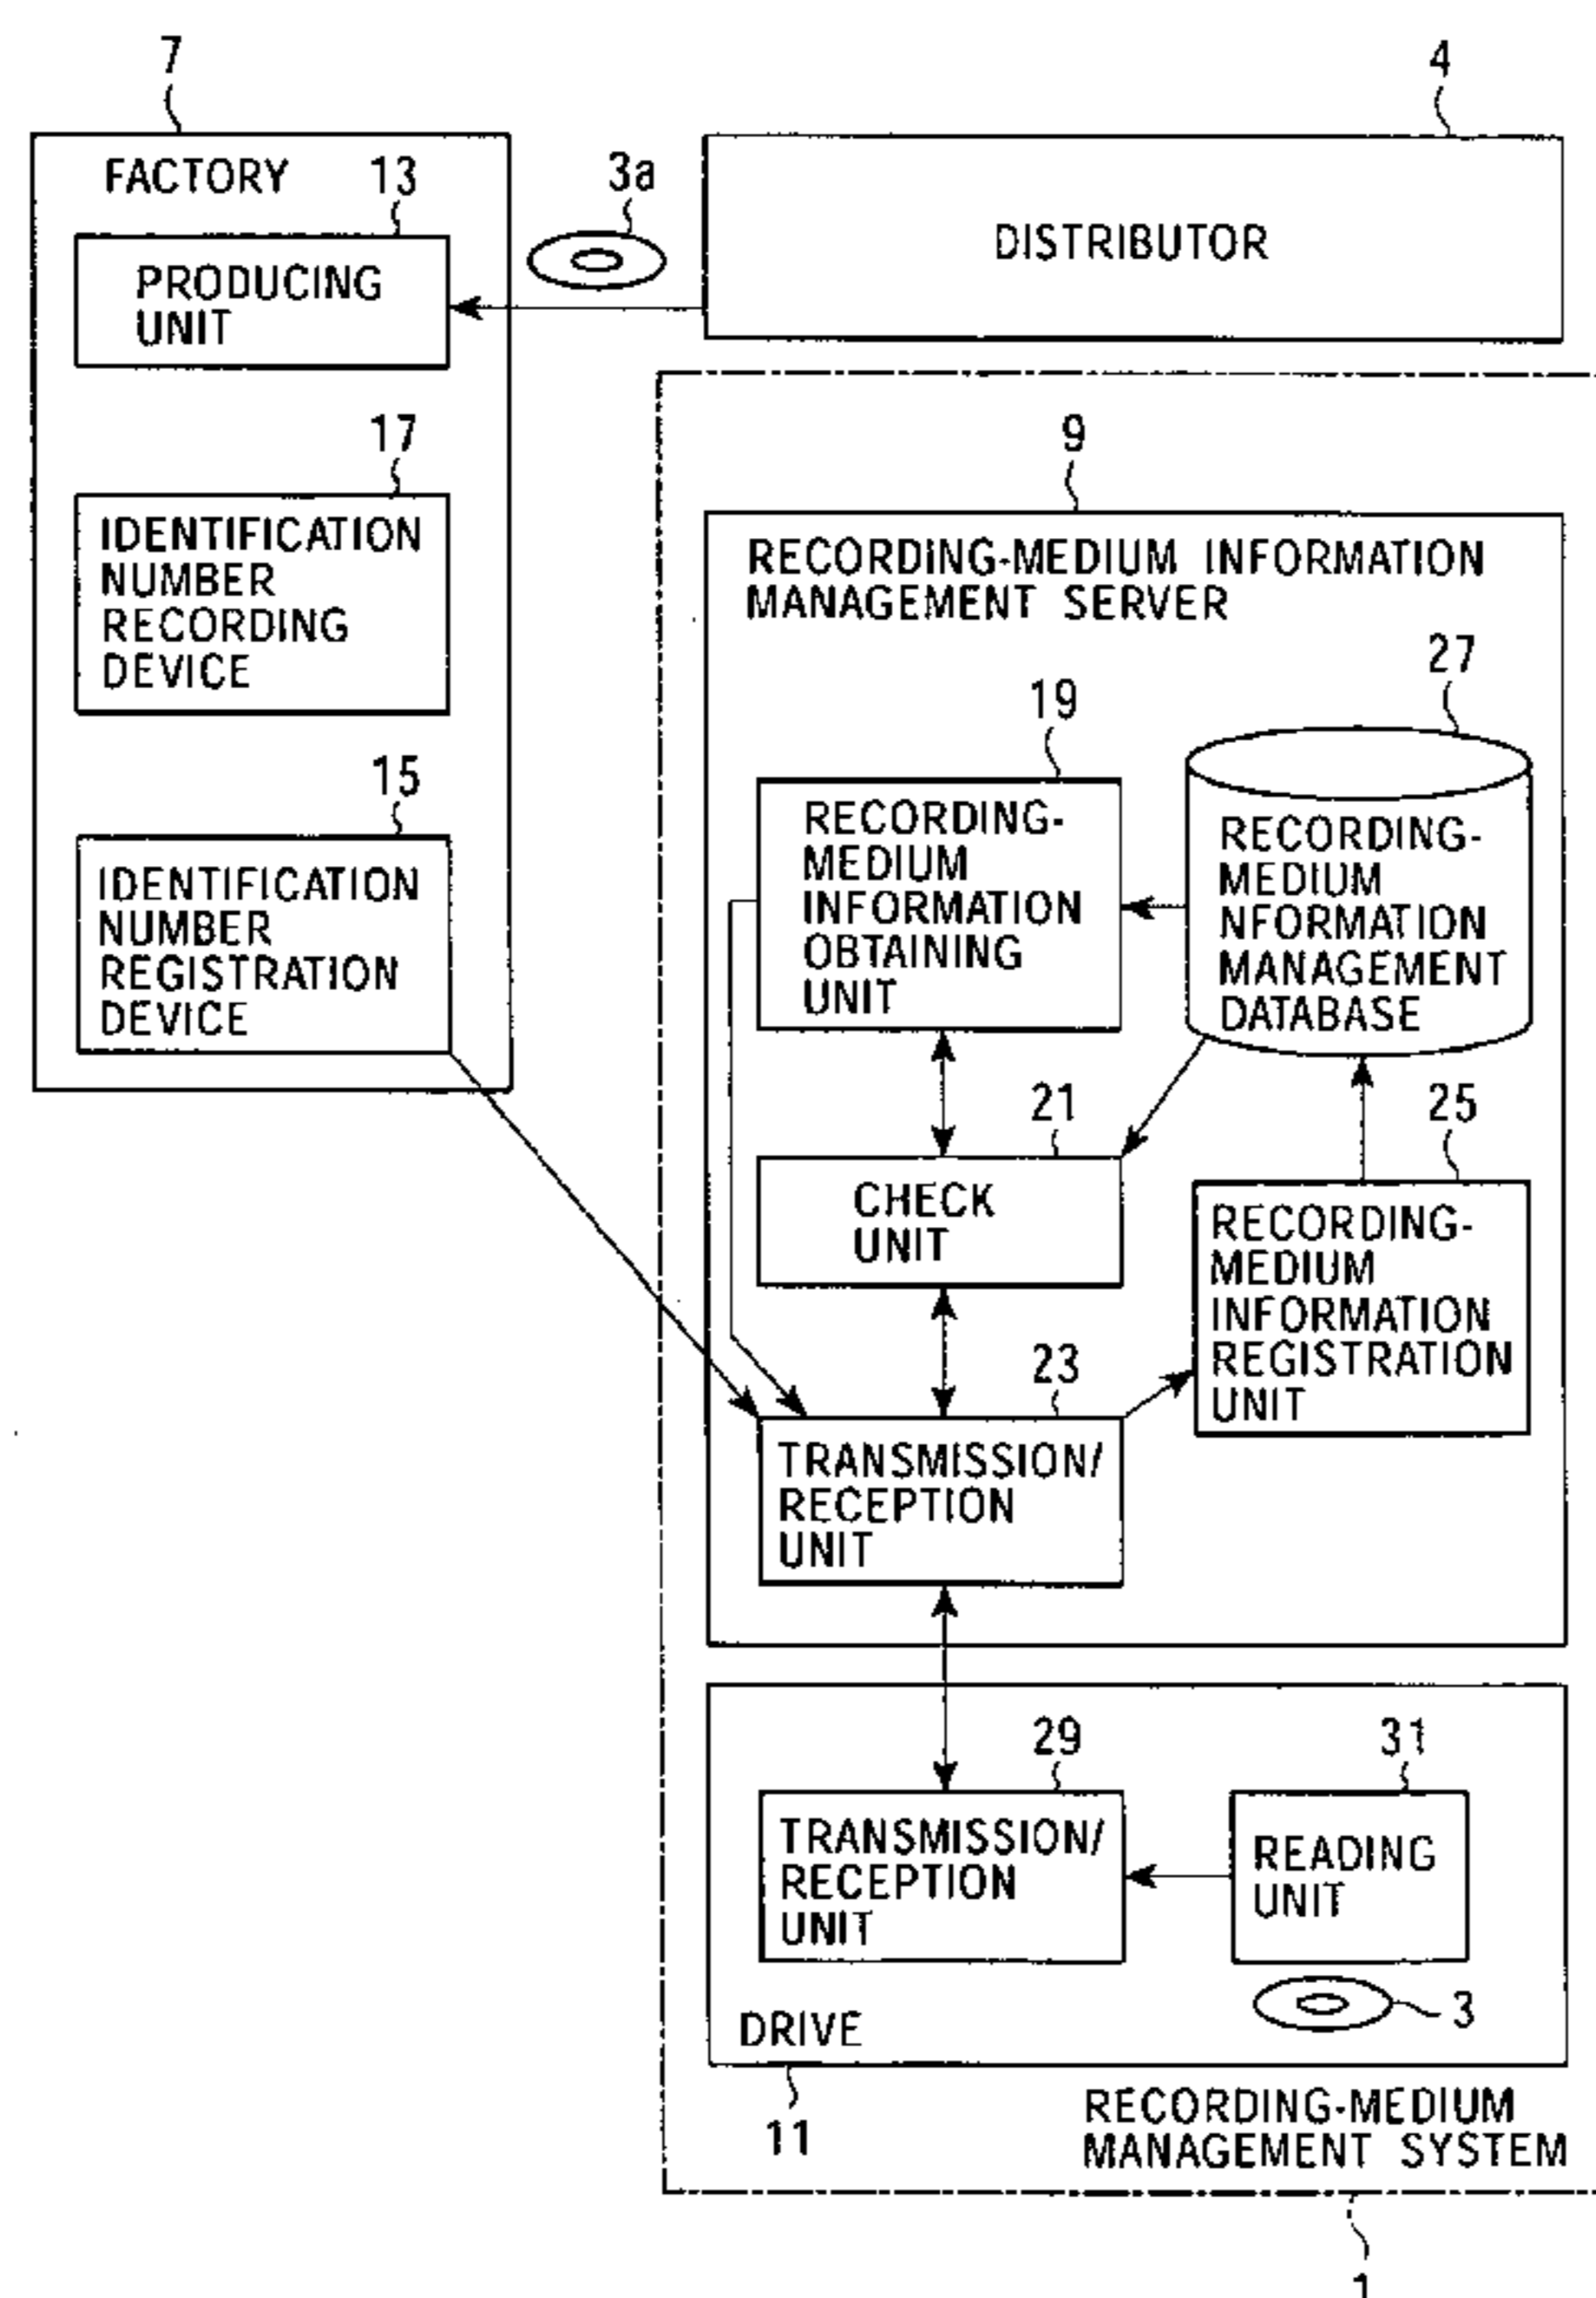 7
4
FACTORY
13
3a
DISTRIBUTOR
PRODUCING
UNIT
17
IDENTIFICATION
NUMBER
RECORDING
DEVICE
15
IDENTIFICATION
NUMBER
REGISTRATION
DEVICE
9
RECORDING-MEDIUM INFORMATION
MANAGEMENT SERVER
27
19
RECORDING-
MEDIUM
INFORMATION
OBTAINING
UNIT
RECORDING-
MEDIUM
NFORMATION
MANAGEMENT
DATABASE
21
25
CHECK
UNIT
RECORDING-
MEDIUM
INFORMATION
REGISTRATION
UNIT
23
TRANSMISSION/
RECEPTION
UNIT
29
31
TRANSMISSION/
RECEPTION
UNIT
READING
UNIT
3
DRIVE
11
RECORDING-MEDIUM
MANAGEMENT SYSTEM
1